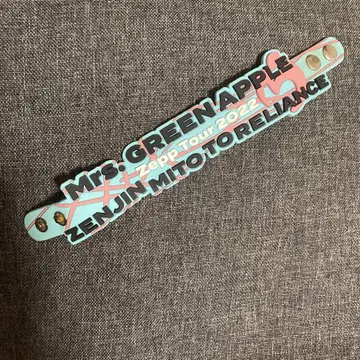 Mrs. GREEN APPLE
Zepp Tour 2022
ZENJIN MITO TO RELIANCE